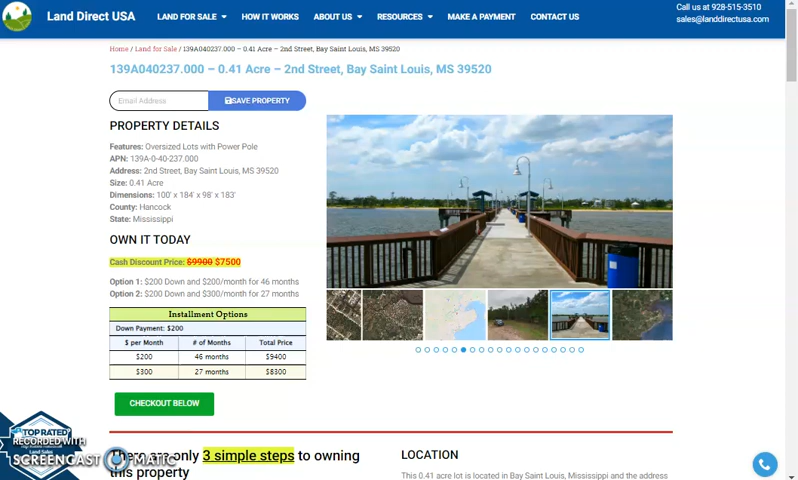 Land Direct USA
LAND FOR SALE
HOW IT WORKS
ABOUT US
RESOURCES
MAKE A PAYMENT
CONTACT US
Call us at 928-515-3510
sales@landdirectusa.com
Home / Land for Sale / 139A040237.000 – 0.41 Acre – 2nd Street, Bay Saint Louis, MS 39520
139A040237.000 – 0.41 Acre – 2nd Street, Bay Saint Louis, MS 39520
Email Address
SAVE PROPERTY
PROPERTY DETAILS
Features: Oversized Lots with Power Pole
APN: 139A-0-40-237.000
Address: 2nd Street, Bay Saint Louis, MS 39520
Size: 0.41 Acre
Dimensions: 100' x 184' x 98' x 183'
County: Hancock
State: Mississippi
OWN IT TODAY
Cash Discount Price: $9900 $7500
Option 1: $200 Down and $200/month for 46 months
Option 2: $200 Down and $300/month for 27 months
Installment Options
Down Payment: $200
$ per Month # of Months Total Price
$200 46 months $9400
$300 27 months $8300
CHECKOUT BELOW
There are only 3 simple steps to owning
this property
LOCATION
This 0.41 acre lot is located in Bay Saint Louis, Mississippi and the address
TOP RATED
Land Sales
RECORDED WITH
SCREENCAST MATIC